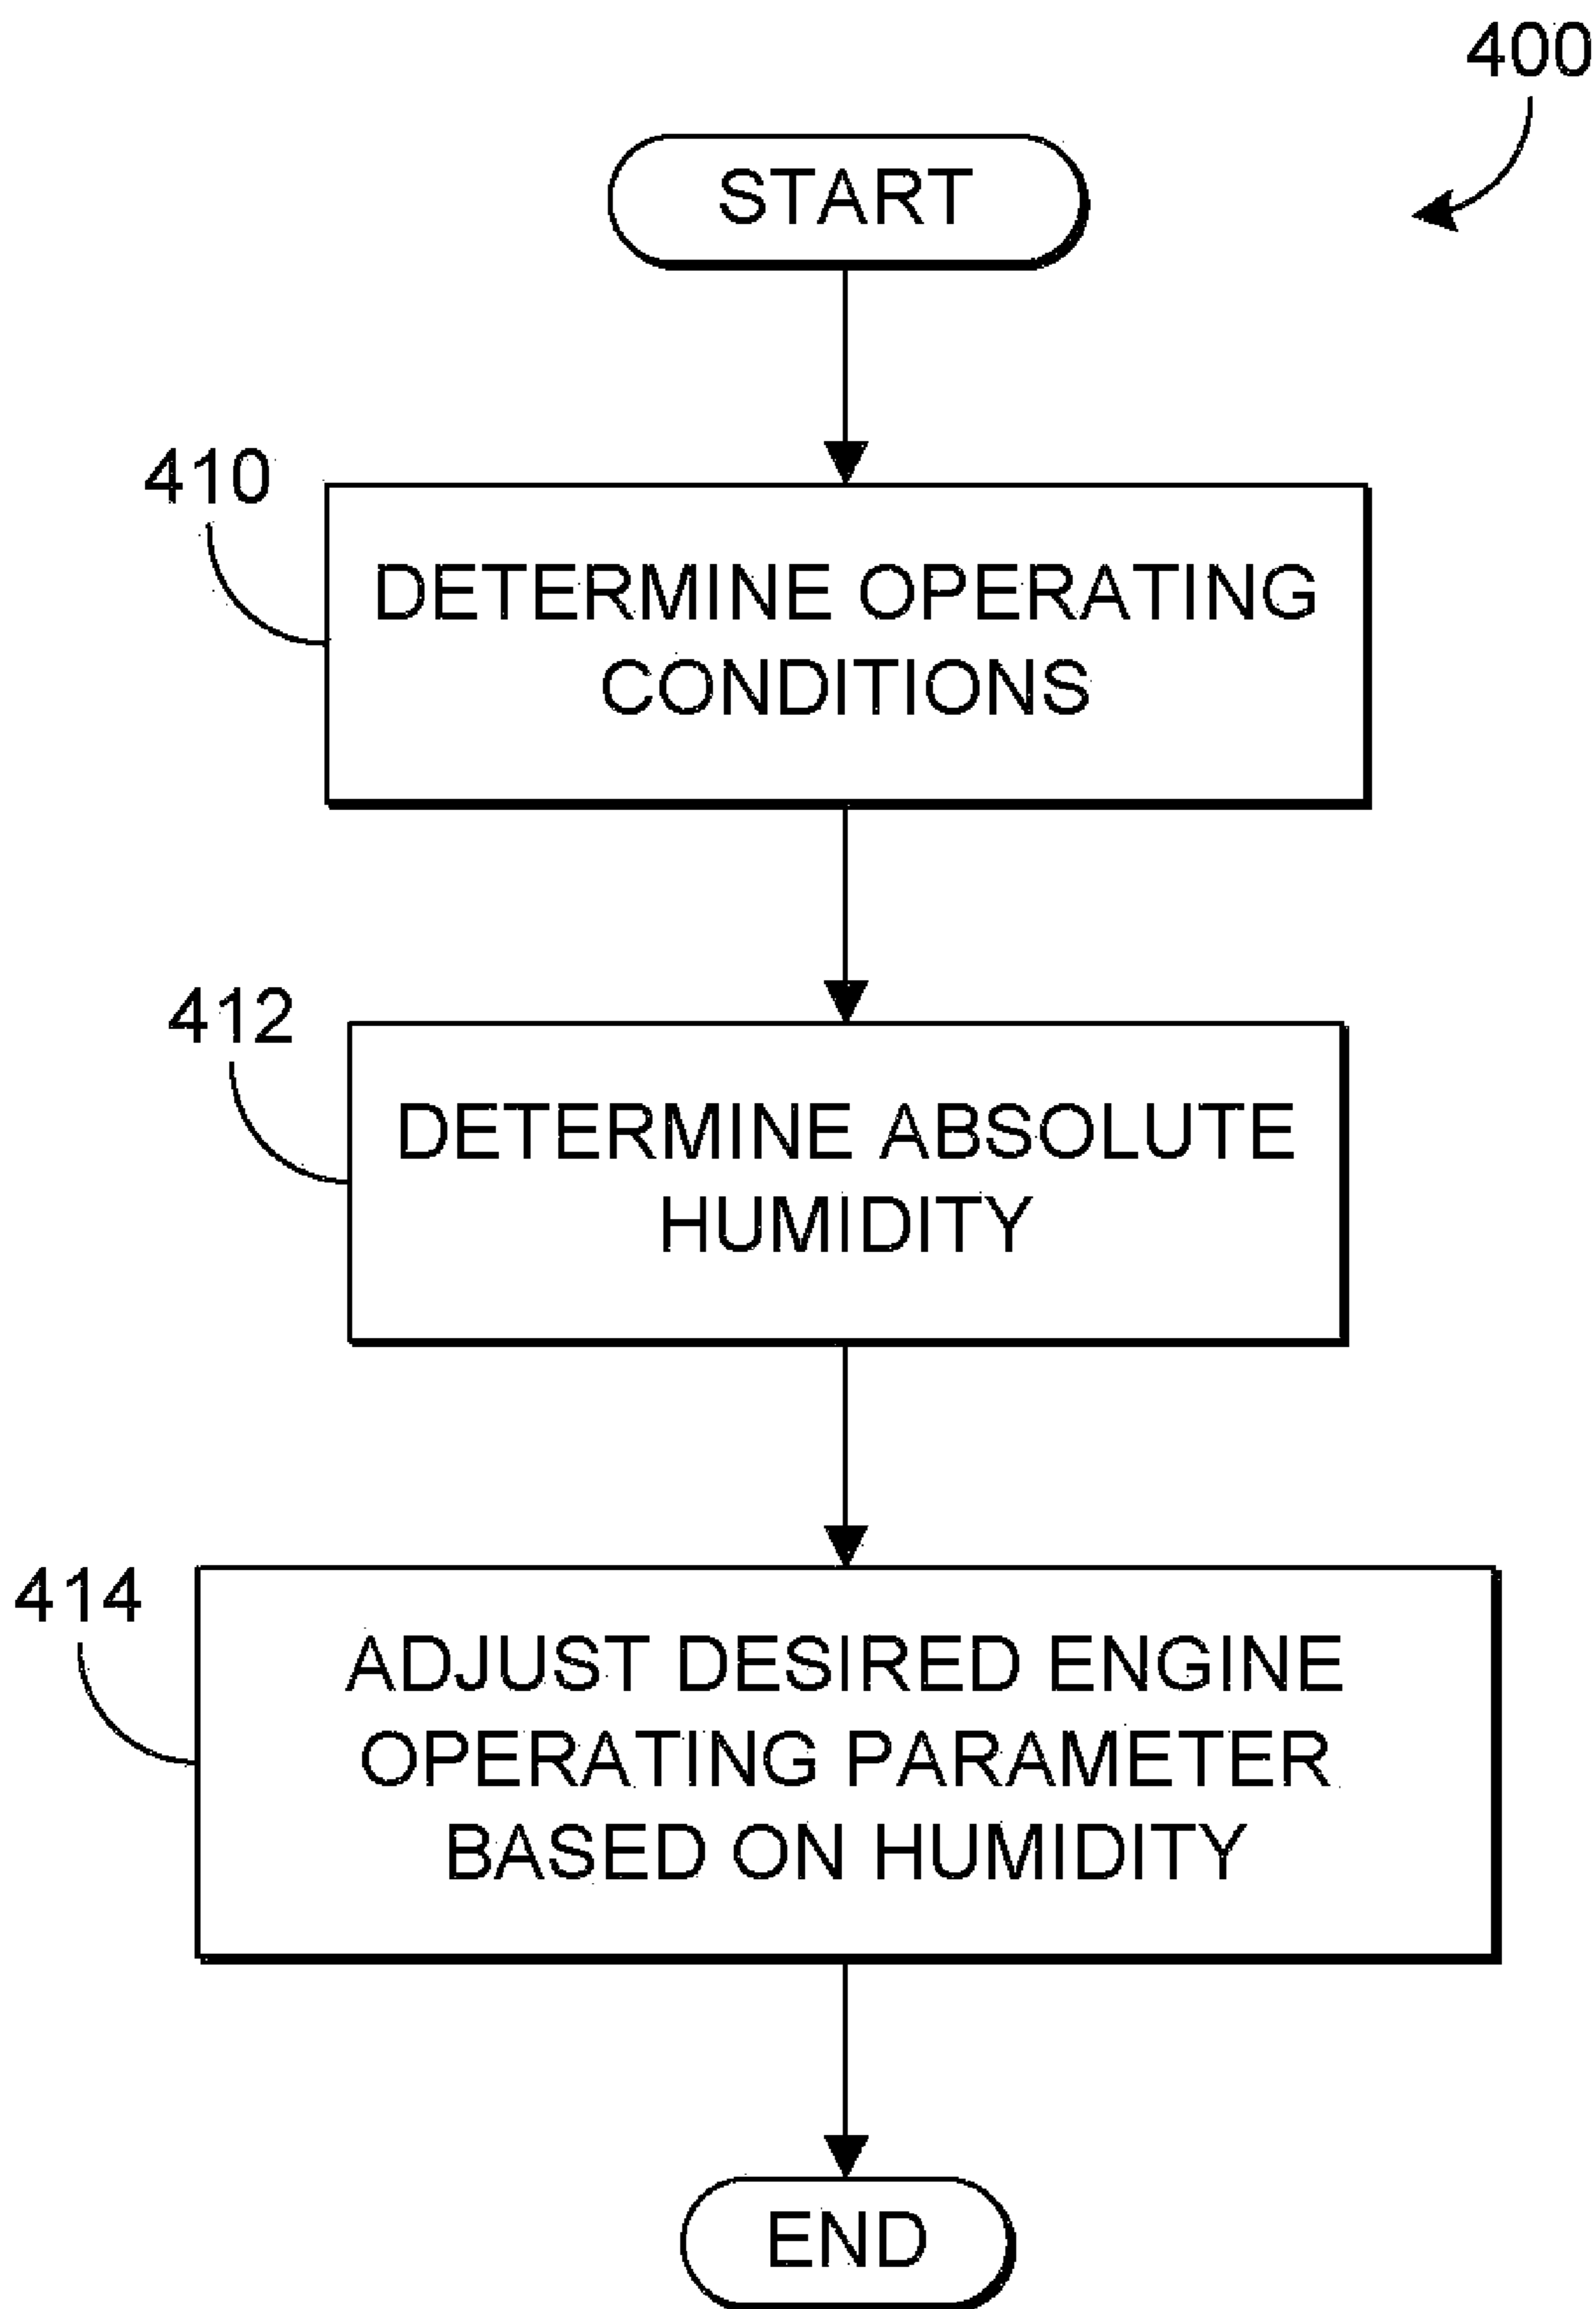 400
START
410
DETERMINE OPERATING
CONDITIONS
412
DETERMINE ABSOLUTE
HUMIDITY
414
ADJUST DESIRED ENGINE
OPERATING PARAMETER
BASED ON HUMIDITY
END